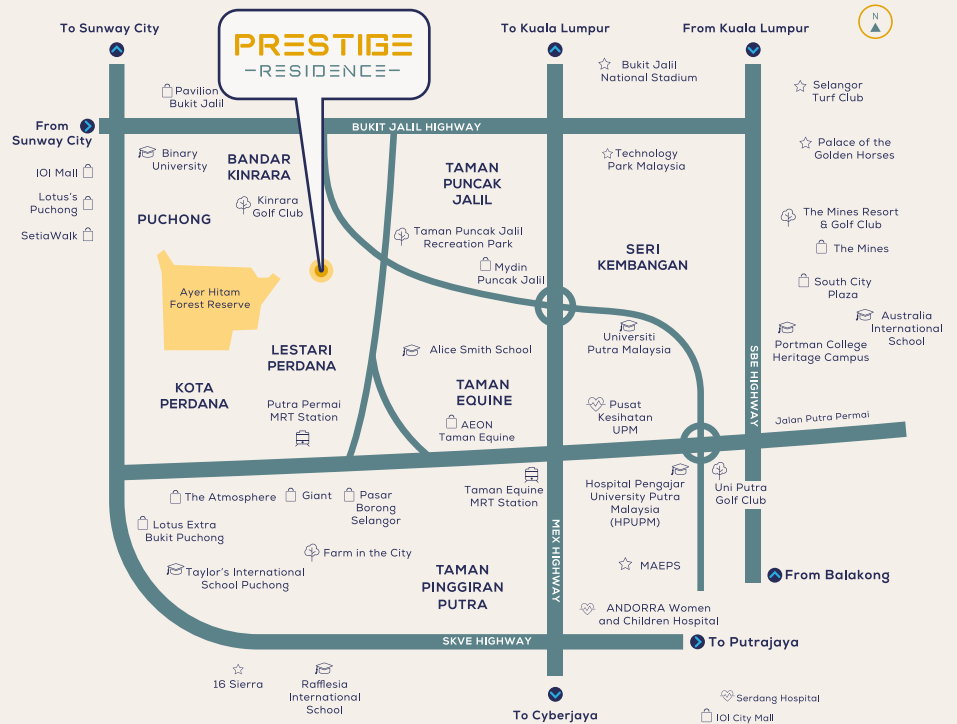 To Sunway City
PRESTIGE
RESIDENCE
To Kuala Lumpur
From Kuala Lumpur
N
Pavilion
Bukit Jalil
Bukit Jalil
National Stadium
Selangor
Turf Club
From
Sunway City
BUKIT JALIL HIGHWAY
Binary
University
BANDAR
KINRARA
TAMAN
PUNCAK
JALIL
Technology
Park Malaysia
Palace of the
Golden Horses
IOI Mall
Lotus's
Puchong
SetiaWalk
PUCHONG
Kinrara
Golf Club
Taman Puncak Jalil
Recreation Park
Mydin
Puncak Jalil
SERI
KEMBANGAN
The Mines Resort
& Golf Club
The Mines
South City
Plaza
Ayer Hitam
Forest Reserve
Australia
International
School
Universiti
Putra Malaysia
Portman College
Heritage Campus
SBE HIGHWAY
LESTARI
PERDANA
Alice Smith School
KOTA
PERDANA
TAMAN
EQUINE
Putra Permai
MRT Station
AEON
Taman Equine
Pusat
Kesihatan
UPM
Jalan Putra Permai
The Atmosphere
Giant
Pasar
Borong
Selangor
Taman Equine
MRT Station
Hospital Pengajar
University Putra
Malaysia
(HPUPM)
Uni Putra
Golf Club
Lotus Extra
Bukit Puchong
Farm in the City
MEX HIGHWAY
Taylor's International
School Puchong
TAMAN
PINGGIRAN
PUTRA
MAEPS
From Balakong
ANDORRA Women
and Children Hospital
SKVE HIGHWAY
To Putrajaya
16 Sierra
Rafflesia
International
School
To Cyberjaya
Serdang Hospital
IOI City Mall